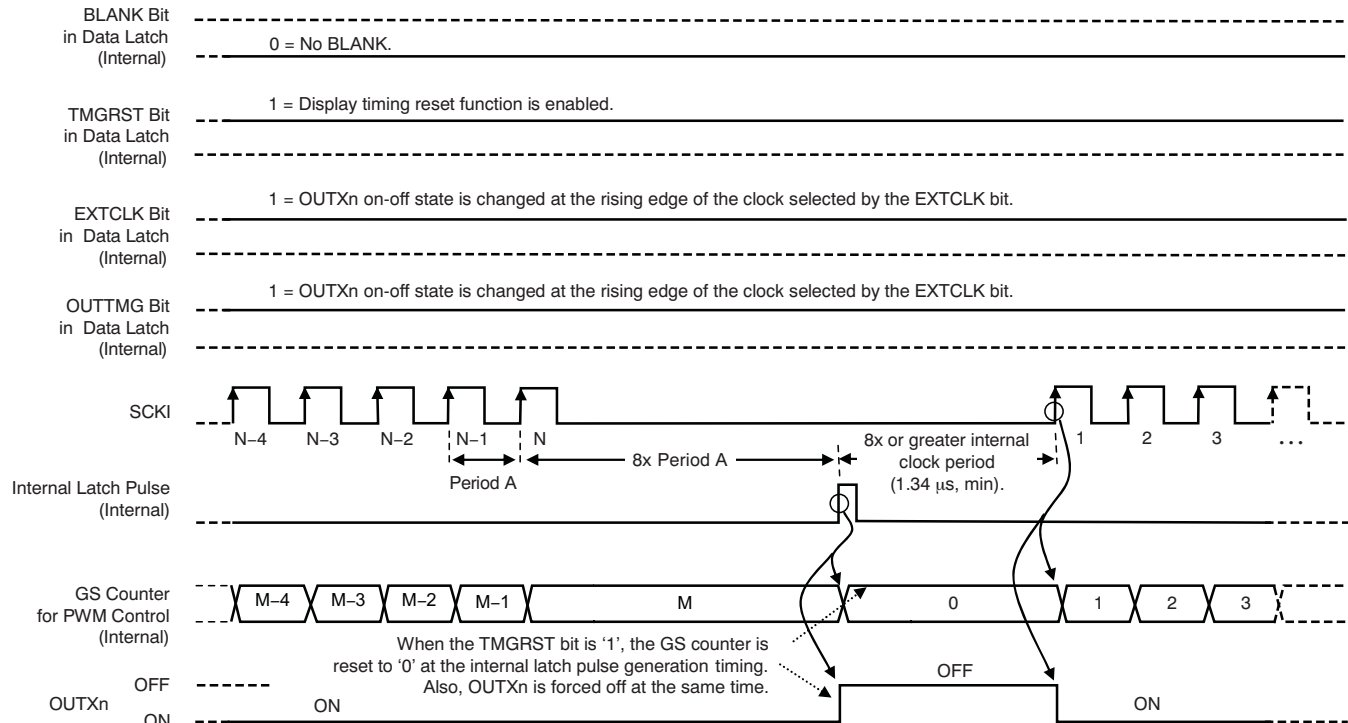 BLANK Bit
in Data Latch
(Internal)
0 = No BLANK.
TMGRST Bit
in Data Latch
(Internal)
1 = Display timing reset function is enabled.
EXTCLK Bit
in Data Latch
(Internal)
1 = OUTXn on-off state is changed at the rising edge of the clock selected by the EXTCLK bit.
OUTTMG Bit
in Data Latch
(Internal)
1 = OUTXn on-off state is changed at the rising edge of the clock selected by the EXTCLK bit.
SCKI
N−4 N−3 N−2 N−1 N 1 2 3 ...
Period A
8x Period A
8x or greater internal
clock period
(1.34 μs, min).
Internal Latch Pulse
(Internal)
GS Counter
for PWM Control
(Internal)
M−4 M−3 M−2 M−1 M 0 1 2 3
When the TMGRST bit is ‘1’, the GS counter is
reset to ‘0’ at the internal latch pulse generation timing.
Also, OUTXn is forced off at the same time.
OUTXn
OFF
ON
ON OFF ON